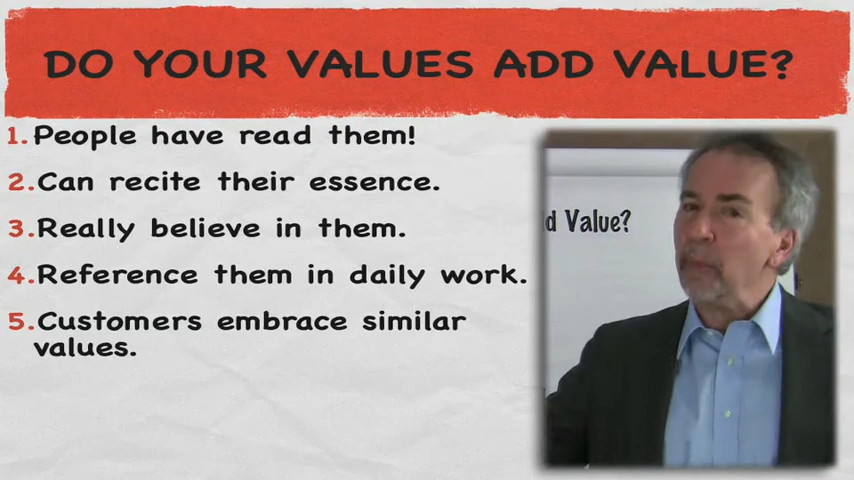 DO YOUR VALUES ADD VALUE?
1. People have read them!
2. Can recite their essence.
3. Really believe in them.
4. Reference them in daily work.
5. Customers embrace similar
values.
d Value?